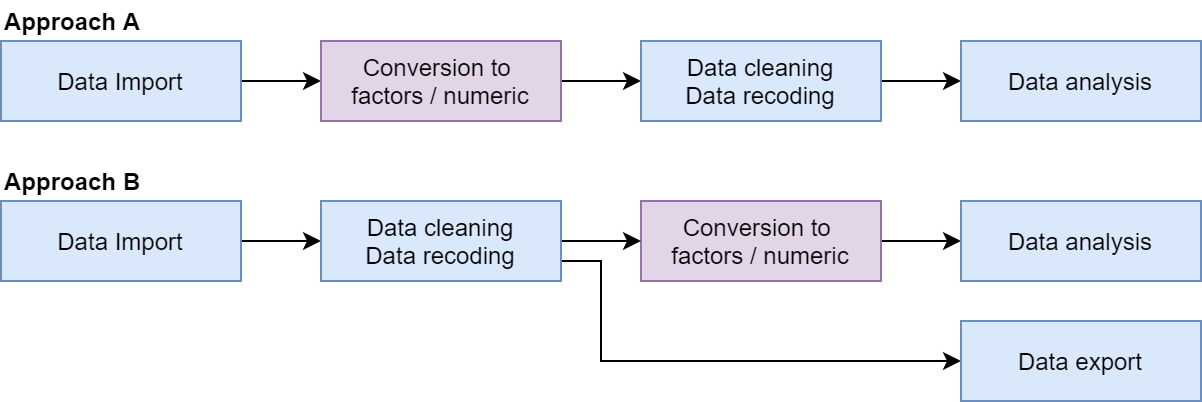 Approach A
Data Import
Conversion to
factors / numeric
Data cleaning
Data recoding
Data analysis
Approach B
Data Import
Data cleaning
Data recoding
Conversion to
factors / numeric
Data analysis
Data export